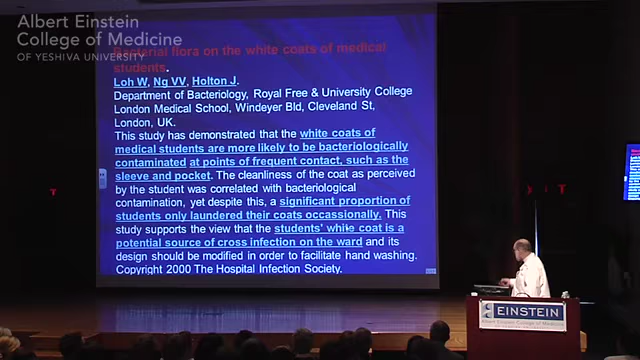 Albert Einstein
College of Medicine
OF YESHIVA UNIVERSITY
Bacterial flora on the white coats of medical
students.
Loh W, Ng VV, Holton J.
Department of Bacteriology, Royal Free & University College
London Medical School, Windeyer Bld, Cleveland St,
London, UK.
This study has demonstrated that the white coats of
medical students are more likely to be bacteriologically
contaminated at points of frequent contact, such as the
sleeve and pocket. The cleanliness of the coat as perceived
by the student was correlated with bacteriological
contamination, yet despite this, a significant proportion of
students only laundered their coats occassionally. This
study supports the view that the students' white coat is a
potential source of cross infection on the ward and its
design should be modified in order to facilitate hand washing.
Copyright 2000 The Hospital Infection Society.
EINSTEIN
Albert Einstein College of Medicine